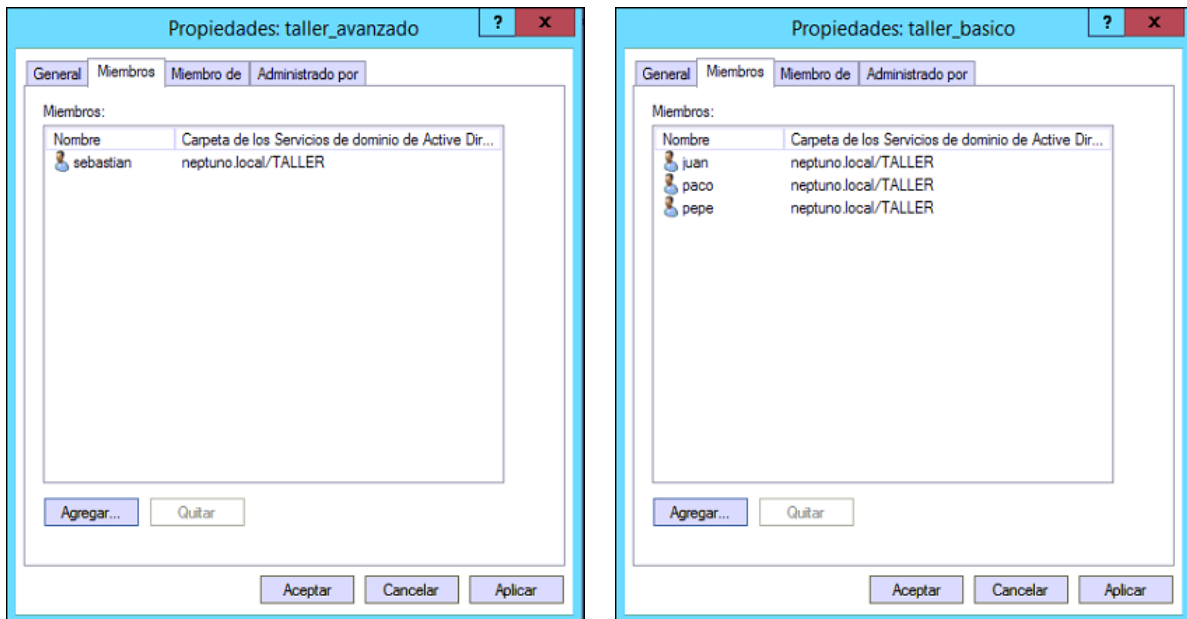 Propiedades: taller_avanzado
?
x
General
Miembros
Miembro de
Administrado por
Miembros:
Nombre
Carpeta de los Servicios de dominio de Active Dir...
sebastian
neptuno.local/TALLER
Agregar...
Quitar
Aceptar
Cancelar
Aplicar
Propiedades: taller_basico
?
x
General
Miembros
Miembro de
Administrado por
Miembros:
Nombre
Carpeta de los Servicios de dominio de Active Dir...
juan
neptuno.local/TALLER
paco
neptuno.local/TALLER
pepe
neptuno.local/TALLER
Agregar...
Quitar
Aceptar
Cancelar
Aplicar